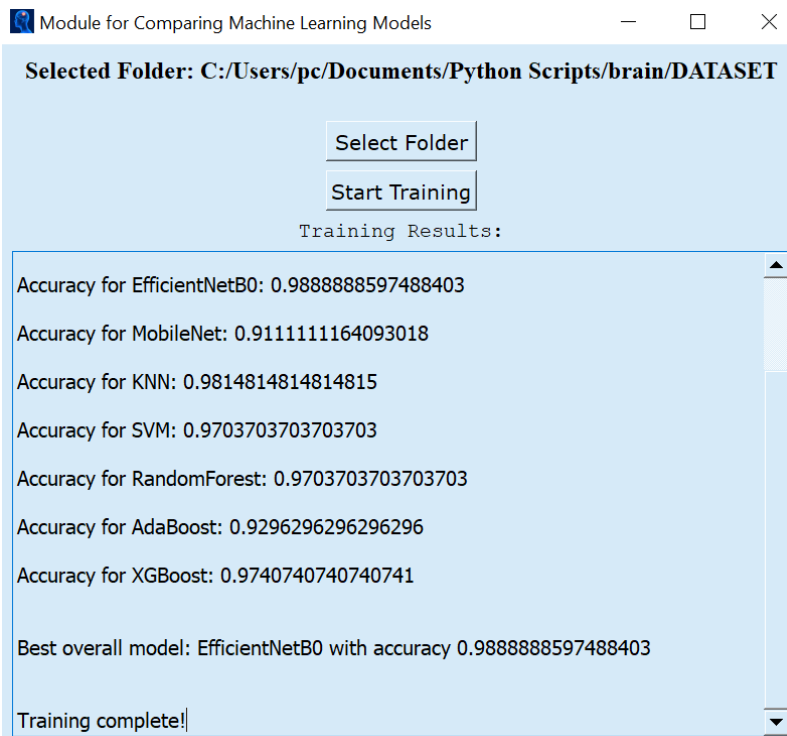 Module for Comparing Machine Learning Models
Selected Folder: C:/Users/pc/Documents/Python Scripts/brain/DATASET
Select Folder
Start Training
Training Results:
Accuracy for EfficientNetB0: 0.9888888597488403
Accuracy for MobileNet: 0.9111111164093018
Accuracy for KNN: 0.9814814814814815
Accuracy for SVM: 0.9703703703703703
Accuracy for RandomForest: 0.9703703703703703
Accuracy for AdaBoost: 0.9296296296296296
Accuracy for XGBoost: 0.9740740740740741
Best overall model: EfficientNetB0 with accuracy 0.9888888597488403
Training complete!